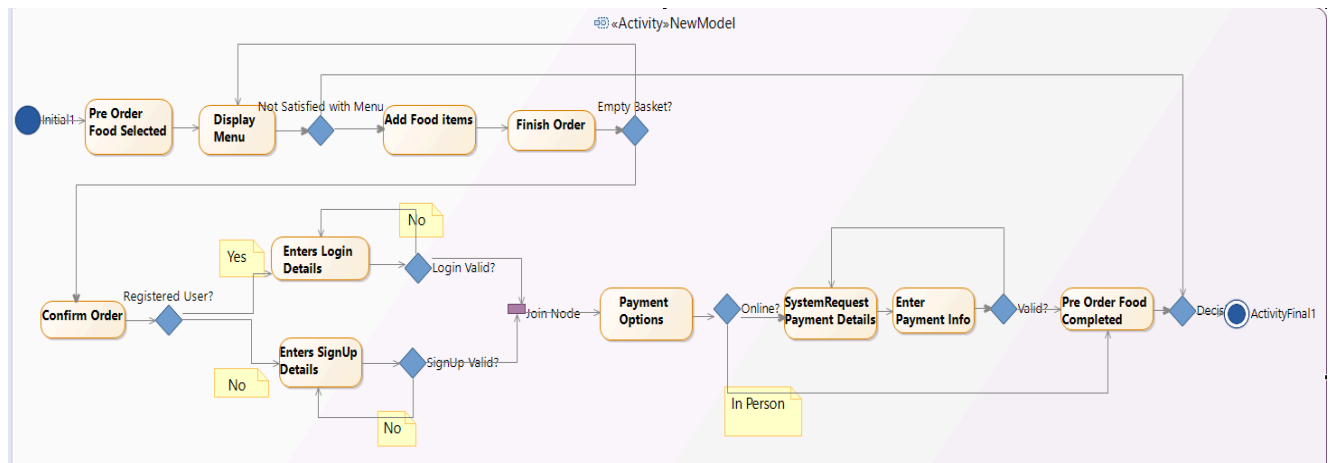 «Activity»NewModel
Not Satisfied with Menu
Empty Basket?
Initial1
Pre Order
Food Selected
Display
Menu
Add Food items
Finish Order
No
Yes
Enters Login
Details
Login Valid?
Registered User?
Confirm Order
Join Node
Payment
Options
Online?
SystemRequest
Payment Details
Enter
Payment Info
Valid?
Pre Order Food
Completed
Decis
ActivityFinal1
Enters SignUp
Details
SignUp Valid?
No
No
In Person